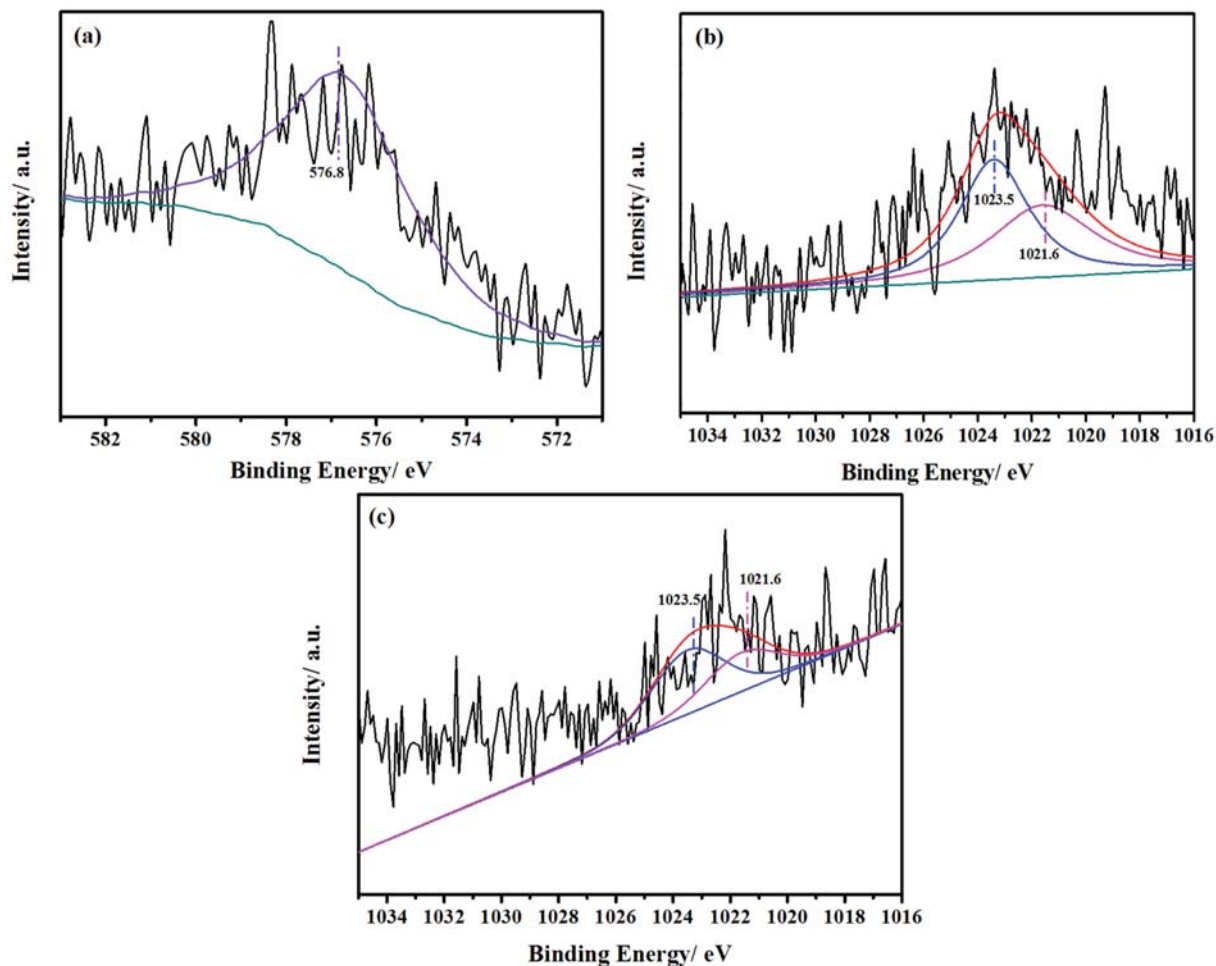 (a)
576.8
Intensity/ a.u.
582 580 578 576 574 572
Binding Energy/ eV
(b)
1023.5
1021.6
Intensity/ a.u.
1034 1032 1030 1028 1026 1024 1022 1020 1018 1016
Binding Energy/ eV
(c)
1023.5
1021.6
Intensity/ a.u.
1034 1032 1030 1028 1026 1024 1022 1020 1018 1016
Binding Energy/ eV